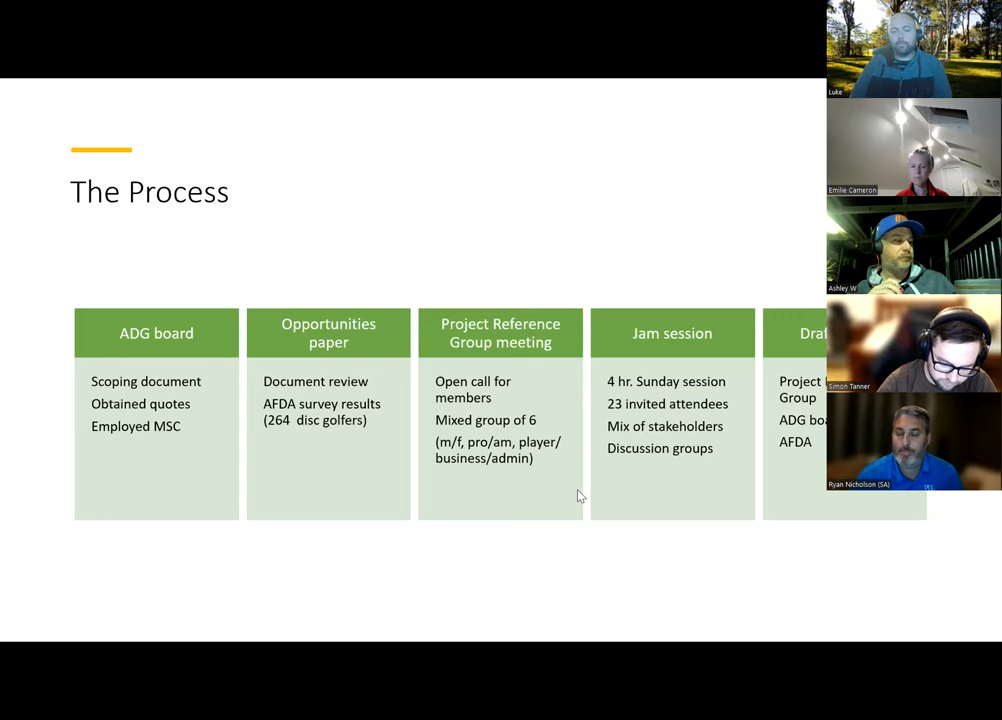 The Process
ADG board
Scoping document
Obtained quotes
Employed MSC
Opportunities
paper
Document review
AFDA survey results
(264 disc golfers)
Project Reference
Group meeting
Open call for
members
Mixed group of 6
(m/f, pro/am, player/
business/admin)
Jam session
4 hr. Sunday session
23 invited attendees
Mix of stakeholders
Discussion groups
Project
Group
ADG
AFDA
Luke
Emilie Cameron
Ashley W
Simon Tanner
Ryan Nicholson (SA)